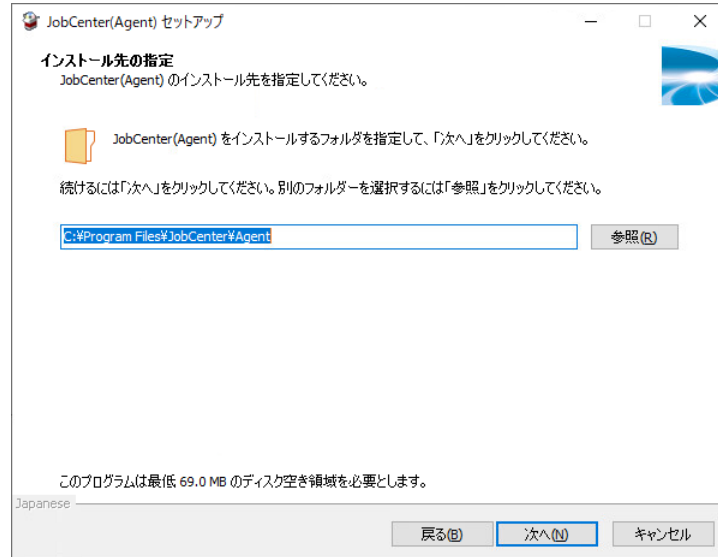 JobCenter(Agent) セットアップ
インストール先の指定
JobCenter(Agent) のインストール先を指定してください。
JobCenter(Agent) をインストールするフォルダを指定して、「次へ」をクリックしてください。
続けるには「次へ」をクリックしてください。別のフォルダーを選択するには「参照」をクリックしてください。
C:¥Program Files¥JobCenter¥Agent
参照(R)
このプログラムは最低 69.0 MB のディスク空き領域を必要とします。
Japanese
戻る(B) 次へ(N) キャンセル